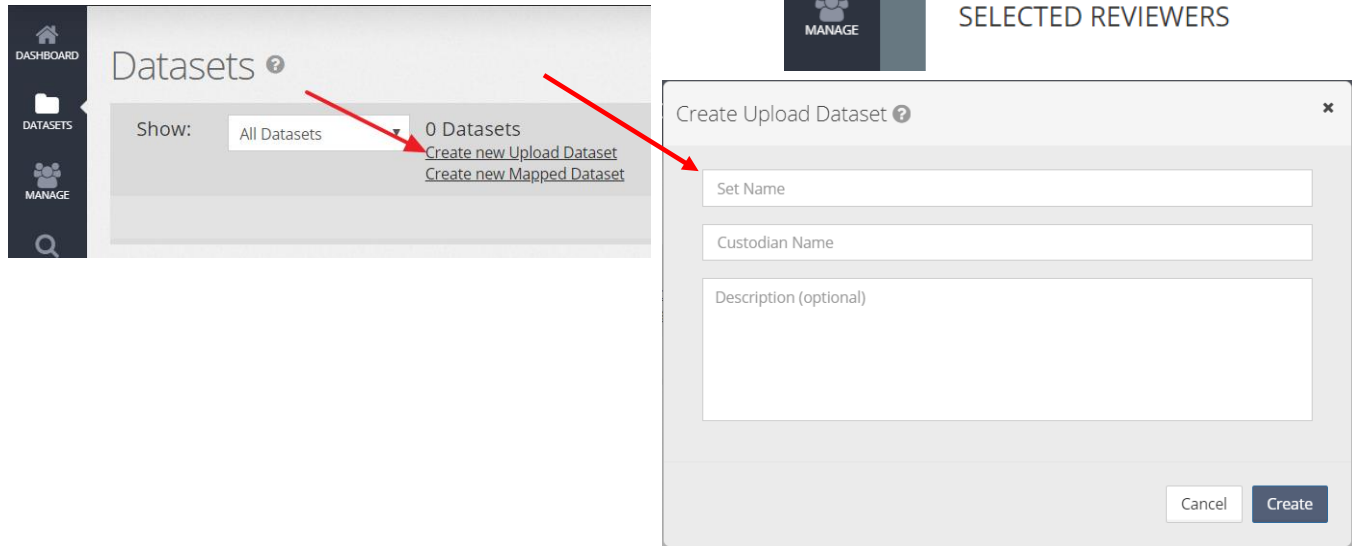 DASHBOARD
DATASETS
MANAGE
Datasets ?
Show:
All Datasets
0 Datasets
Create new Upload Dataset
Create new Mapped Dataset
MANAGE
SELECTED REVIEWERS
Create Upload Dataset ?
Set Name
Custodian Name
Description (optional)
Cancel
Create